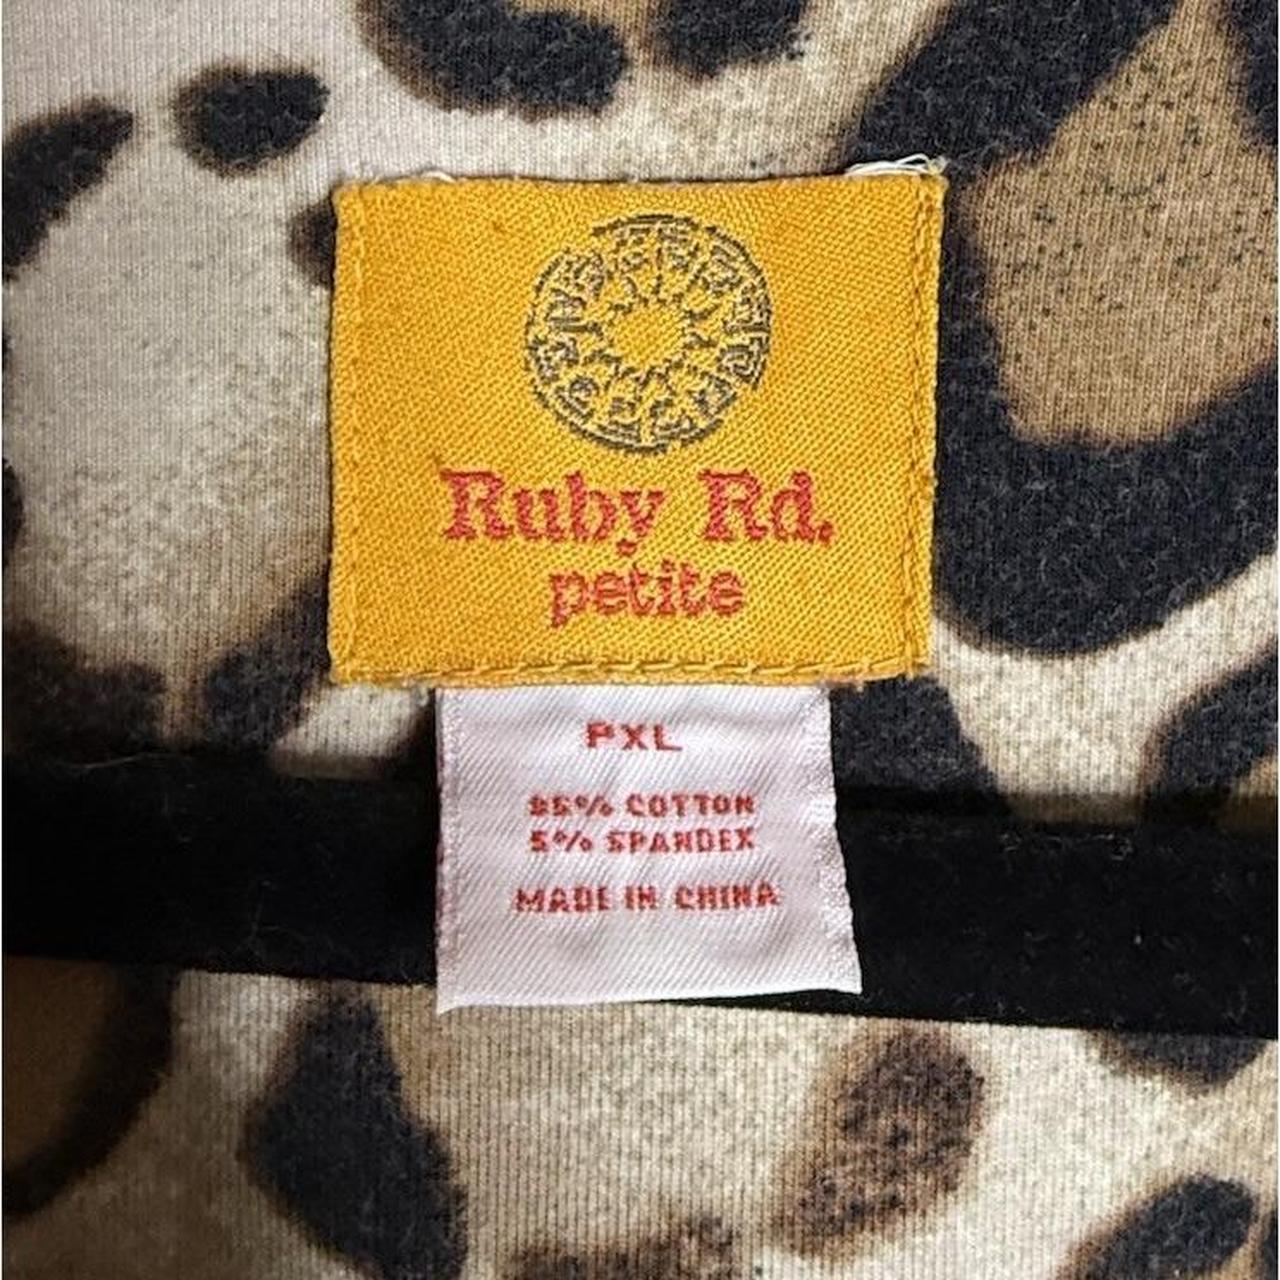 Ruby Rd.
petite
PXL
95% COTTON
5% SPANDEX
MADE IN CHINA